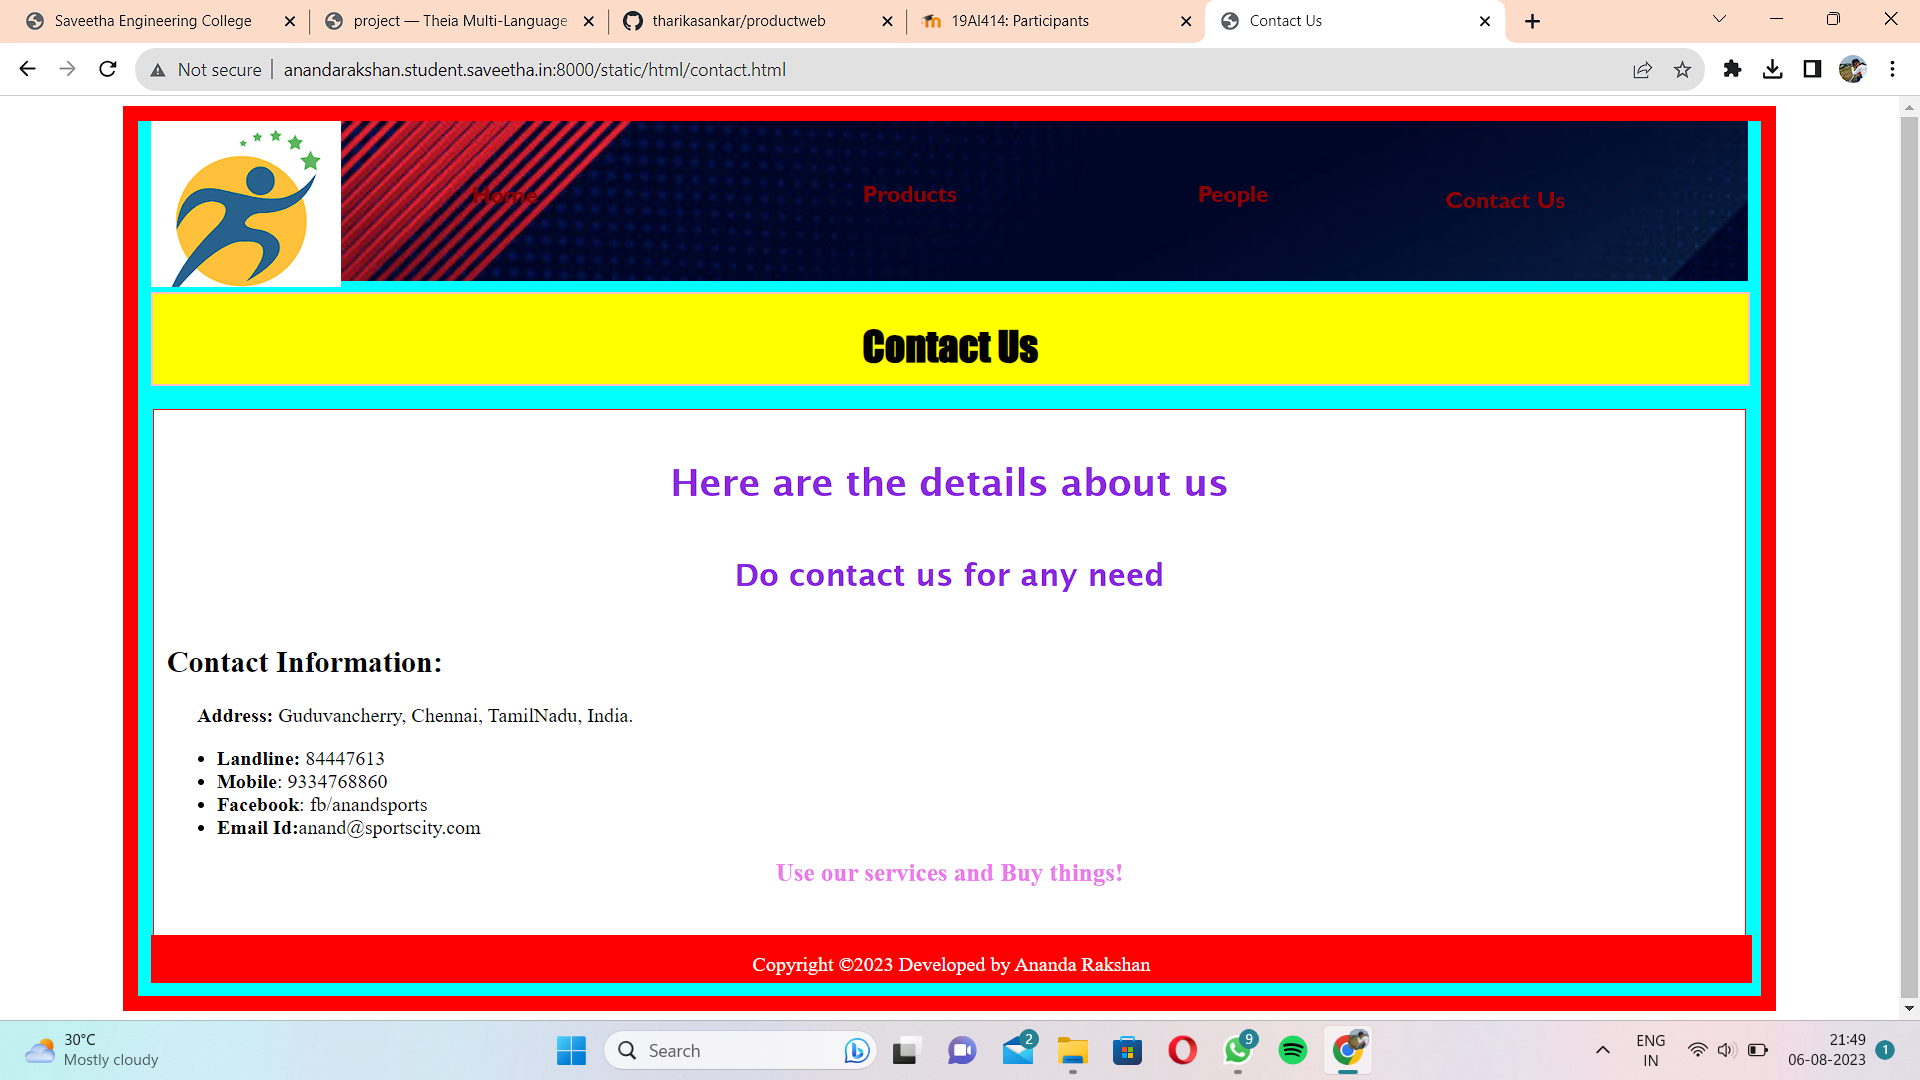 Saveetha Engineering College
project — Theia Multi-Language
tharikasankar/productweb
19AI414: Participants
Contact Us
Not secure
anandarakshan.student.saveetha.in:8000/static/html/contact.html
Home
Products
People
Contact Us
Contact Us
Here are the details about us
Do contact us for any need
Contact Information:
Address: Guduvancherry, Chennai, TamilNadu, India.
• Landline: 84447613
• Mobile: 9334768860
• Facebook: fb/anandsports
• Email Id:anand@sportscity.com
Use our services and Buy things!
Copyright ©2023 Developed by Ananda Rakshan
30°C
Mostly cloudy
Search
2
9
ENG
IN
21:49
06-08-2023
1